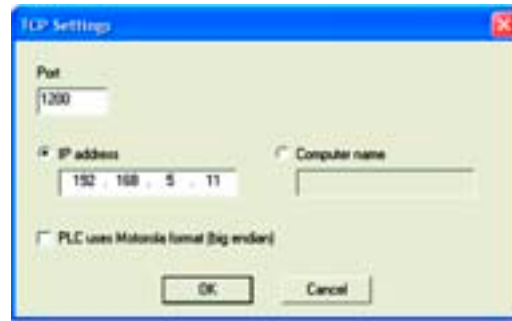 TCP Settings
Port
1200
IP address
Computer name
192 . 168 . 5 . 11
PLC uses Motorola format (big endian)
OK
Cancel